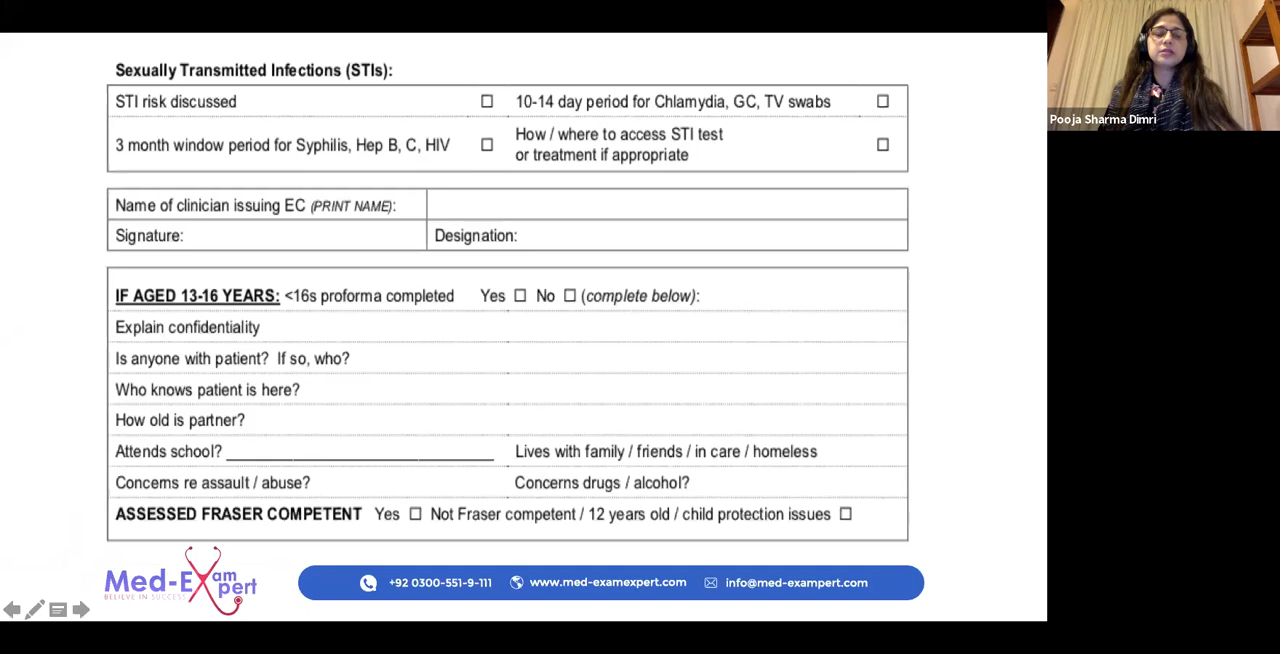 Sexually Transmitted Infections (STIs):
STI risk discussed ☐ 10-14 day period for Chlamydia, GC, TV swabs ☐
3 month window period for Syphilis, Hep B, C, HIV ☐ How / where to access STI test
or treatment if appropriate ☐
Name of clinician issuing EC (PRINT NAME):
Signature: Designation:
IF AGED 13-16 YEARS: <16s proforma completed Yes ☐ No ☐ (complete below):
Explain confidentiality
Is anyone with patient? If so, who?
Who knows patient is here?
How old is partner?
Attends school? ____________________ Lives with family / friends / in care / homeless
Concerns re assault / abuse? Concerns drugs / alcohol?
ASSESSED FRASER COMPETENT Yes ☐ Not Fraser competent / 12 years old / child protection issues ☐
Med-Exam Expert
BELIEVE IN SUCCESS
+92 0300-551-9-111 www.med-examexpert.com info@med-exampert.com
Pooja Sharma Dimri